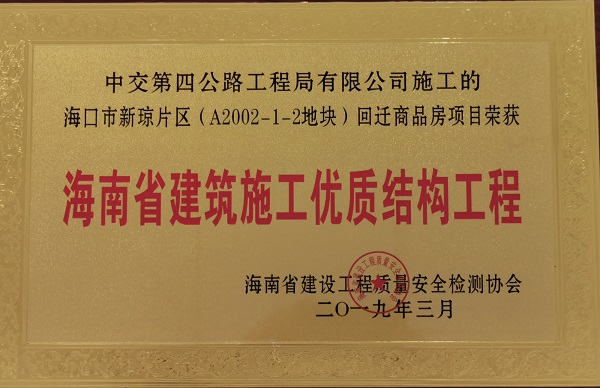 中交第四公路工程局有限公司施工的
海口市新琼片区（A2002-1-2地块）回迁商品房项目荣获
海南省建筑施工优质结构工程
海南省建设工程质量安全检测协会
二O一九年三月